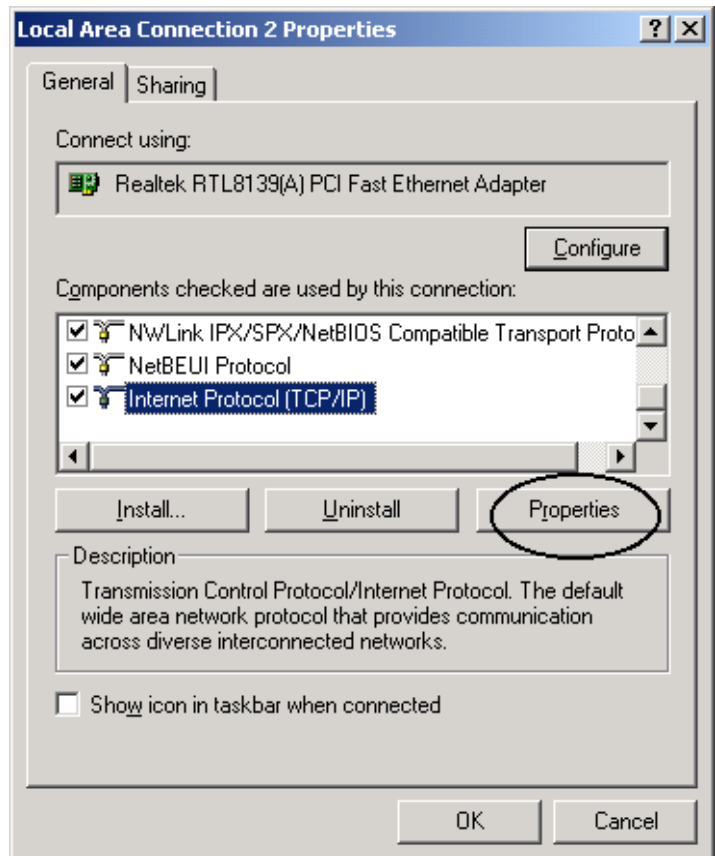 Local Area Connection 2 Properties
General Sharing
Connect using:
Realtek RTL8139(A) PCI Fast Ethernet Adapter
Configure
Components checked are used by this connection:
NWLink IPX/SPX/NetBIOS Compatible Transport Proto
NetBEUI Protocol
Internet Protocol (TCP/IP)
Install... Uninstall Properties
Description
Transmission Control Protocol/Internet Protocol. The default
wide area network protocol that provides communication
across diverse interconnected networks.
Show icon in taskbar when connected
OK Cancel